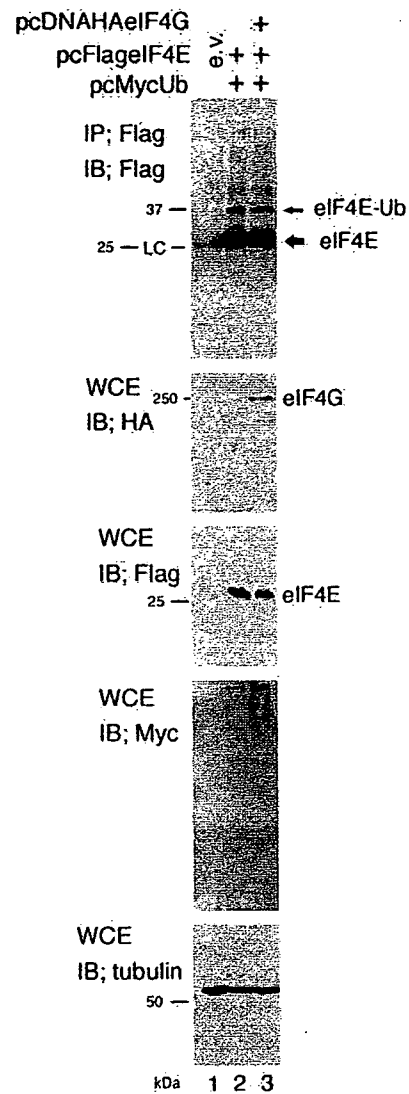 pcDNAHAeIF4G +
pcFlageIF4E e.v. + +
pcMycUb + +
IP; Flag
IB; Flag
37 eIF4E-Ub
25 LC eIF4E
WCE 250 eIF4G
IB; HA
WCE
IB; Flag
25 eIF4E
WCE
IB; Myc
WCE
IB; tubulin
50
kDa 1 2 3